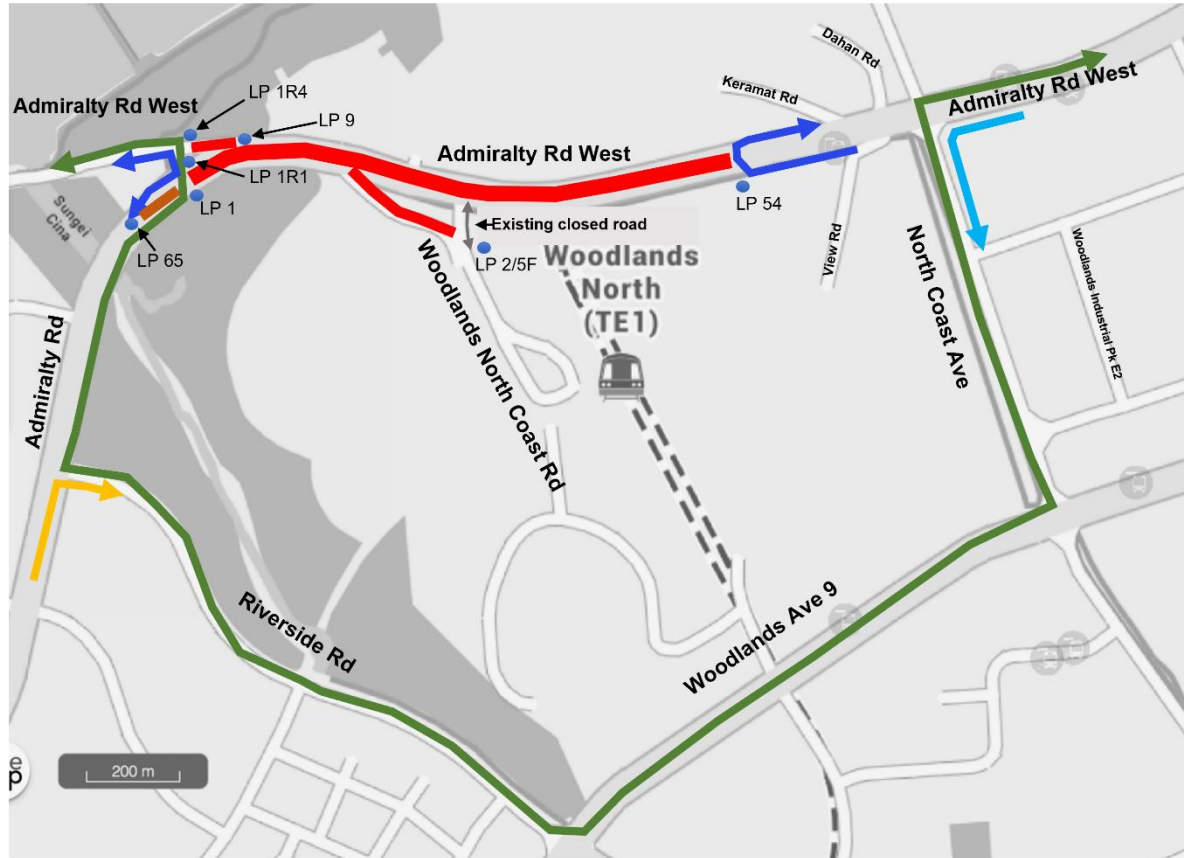 Dahan Rd
Keramat Rd
LP 1R4
Admiralty Rd West
LP 9
Admiralty Rd West
Admiralty Rd West
LP 1R1
LP 1
LP 54
Sungei
Cina
Existing closed road
LP 65
LP 2/5F
View Rd
Woodlands
North
(TE1)
Woodlands North Coast Rd
North Coast Ave
Woodlands Industrial Pk E2
Admiralty Rd
Riverside Rd
Woodlands Ave 9
200 m